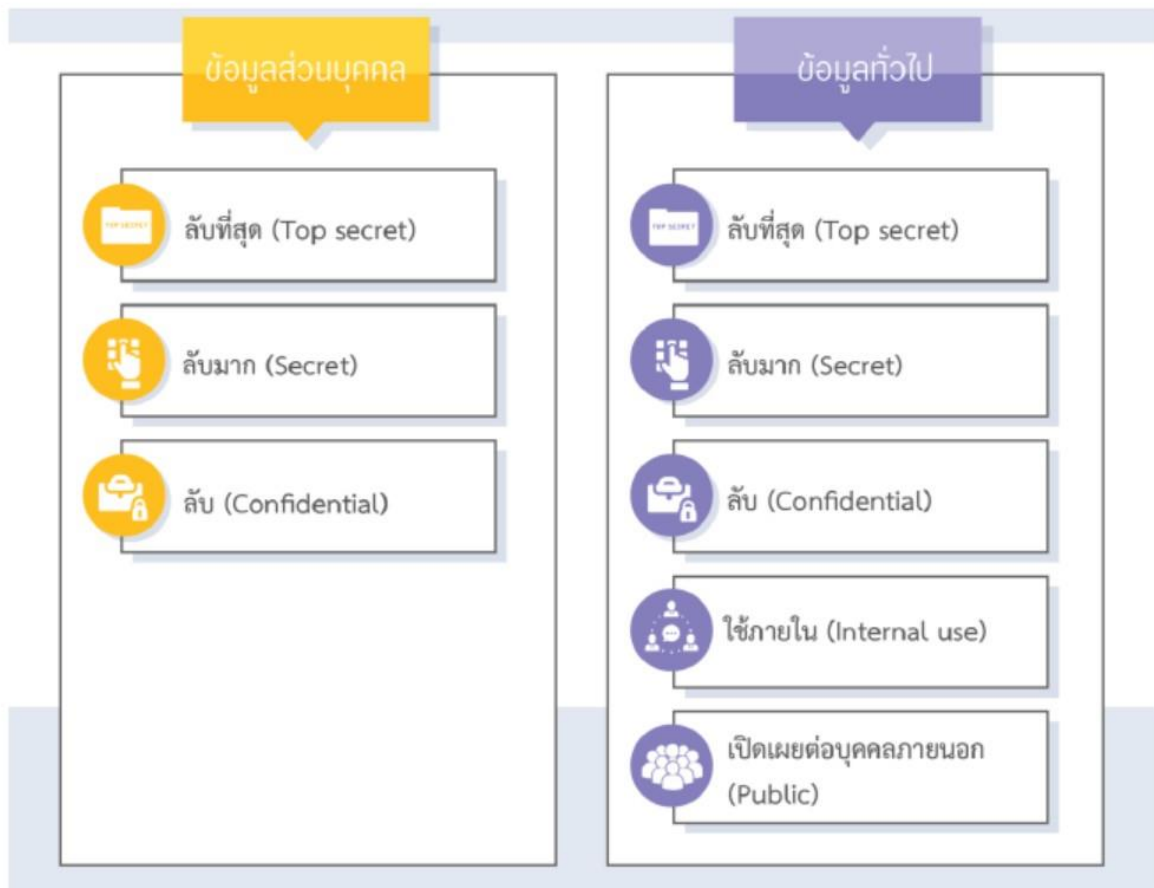 ข้อมูลส่วนบุคคล
TOP SECRET
ลับที่สุด (Top secret)
ลับมาก (Secret)
ลับ (Confidential)
ข้อมูลทั่วไป
TOP SECRET
ลับที่สุด (Top secret)
ลับมาก (Secret)
ลับ (Confidential)
ใช้ภายใน (Internal use)
เปิดเผยต่อบุคคลภายนอก
(Public)